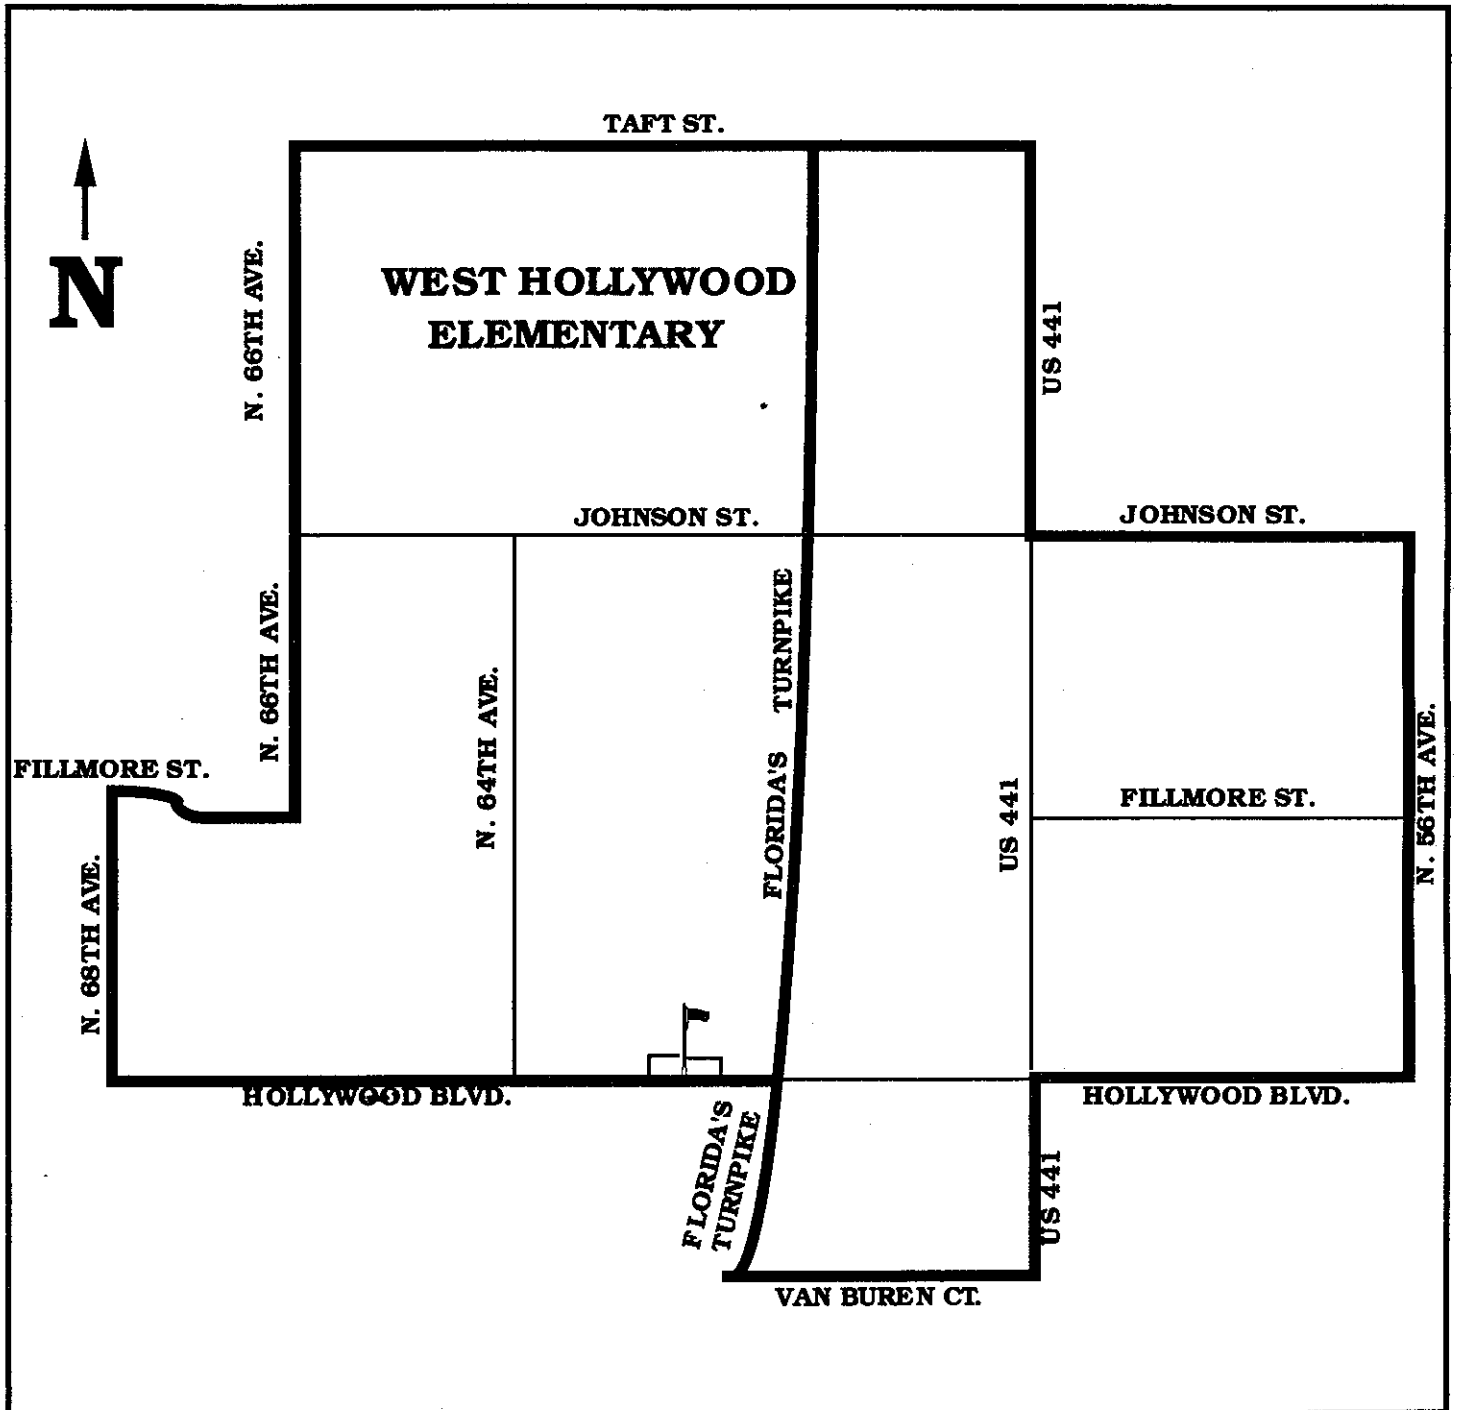 TAFT ST.
N
N. 66TH AVE.
WEST HOLLYWOOD
ELEMENTARY
US 441
JOHNSON ST.
JOHNSON ST.
N. 66TH AVE.
N. 64TH AVE.
FLORIDA'S TURNPIKE
US 441
FILLMORE ST.
FILLMORE ST.
N. 56TH AVE.
N. 68TH AVE.
HOLLYWOOD BLVD.
HOLLYWOOD BLVD.
FLORIDA'S
TURNPIKE
US 441
VAN BUREN CT.